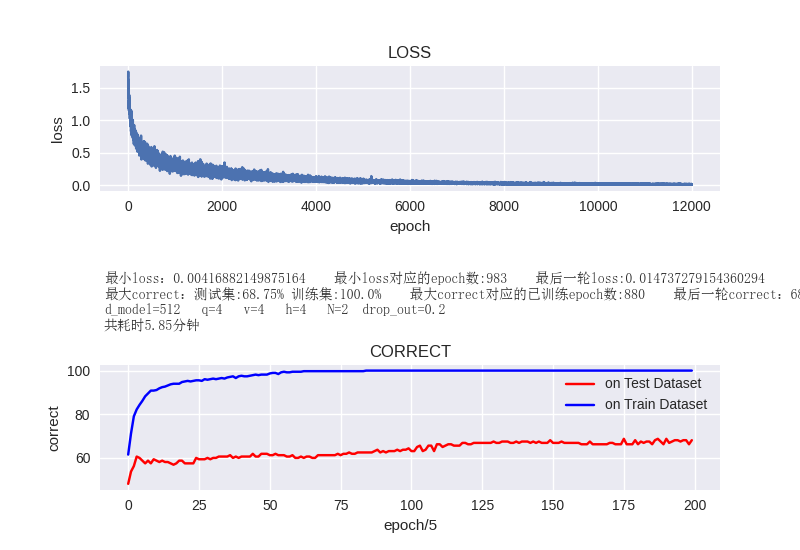 LOSS
1.5
1.0
0.5
0.0
loss
0 2000 4000 6000 8000 10000 12000
epoch
最小loss：0.00416882149875164 最小loss对应的epoch数:983 最后一轮loss:0.014737279154360294
最大correct：测试集:68.75% 训练集:100.0% 最大correct对应的已训练epoch数:880 最后一轮correct：68
d_model=512 q=4 v=4 h=4 N=2 drop_out=0.2
共耗时5.85分钟
CORRECT
100
80
60
correct
on Test Dataset
on Train Dataset
0 25 50 75 100 125 150 175 200
epoch/5